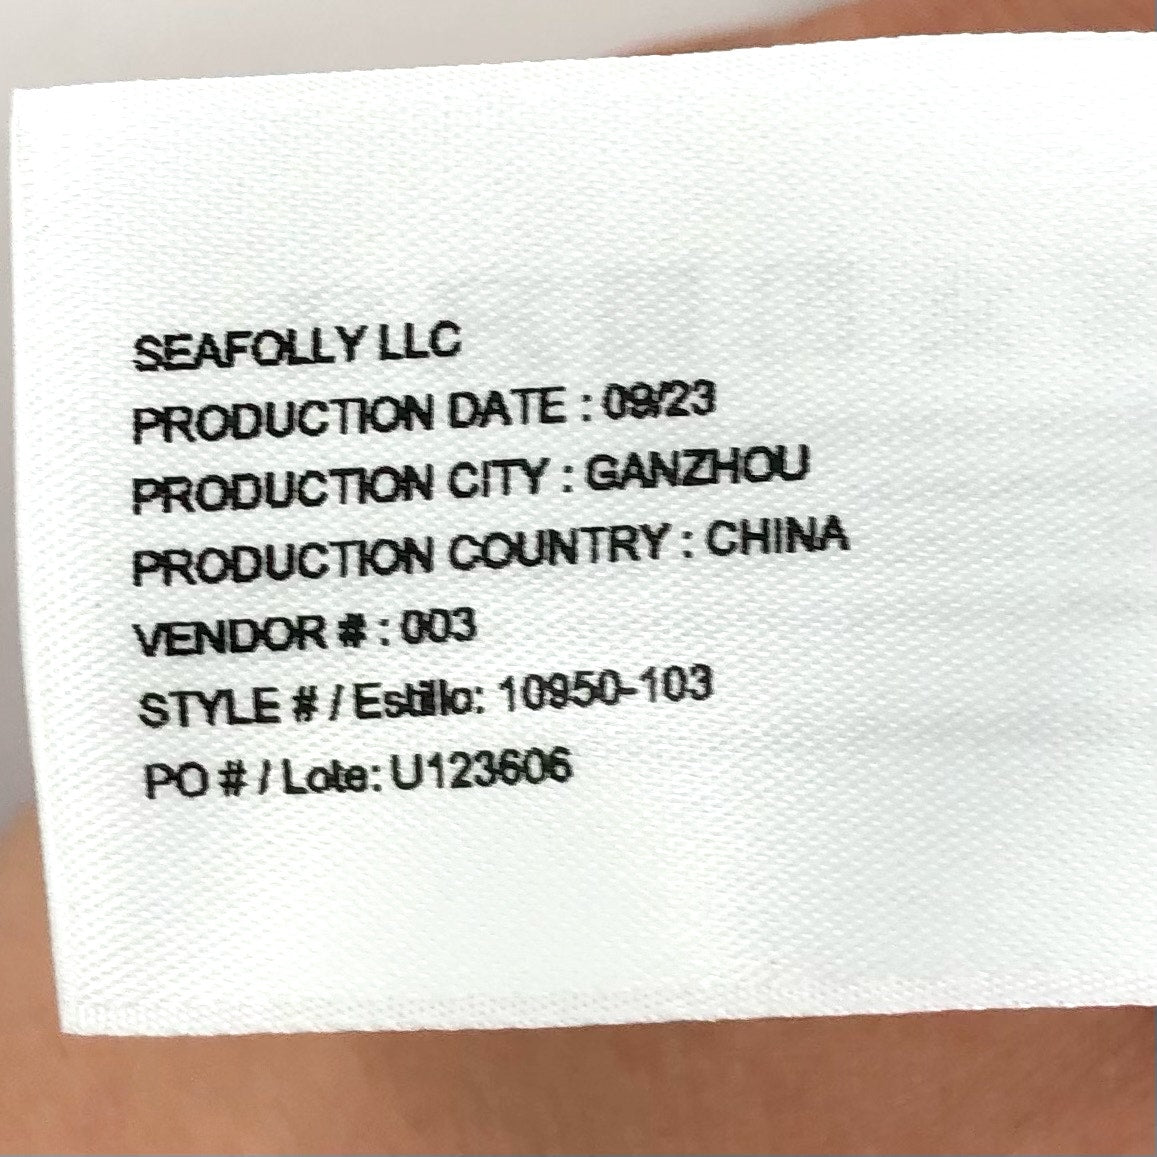 SEAFOLLY LLC
PRODUCTION DATE : 09/23
PRODUCTION CITY : GANZHOU
PRODUCTION COUNTRY : CHINA
VENDOR # : 003
STYLE # / Estillo: 10950-103
PO # / Lote: U123606